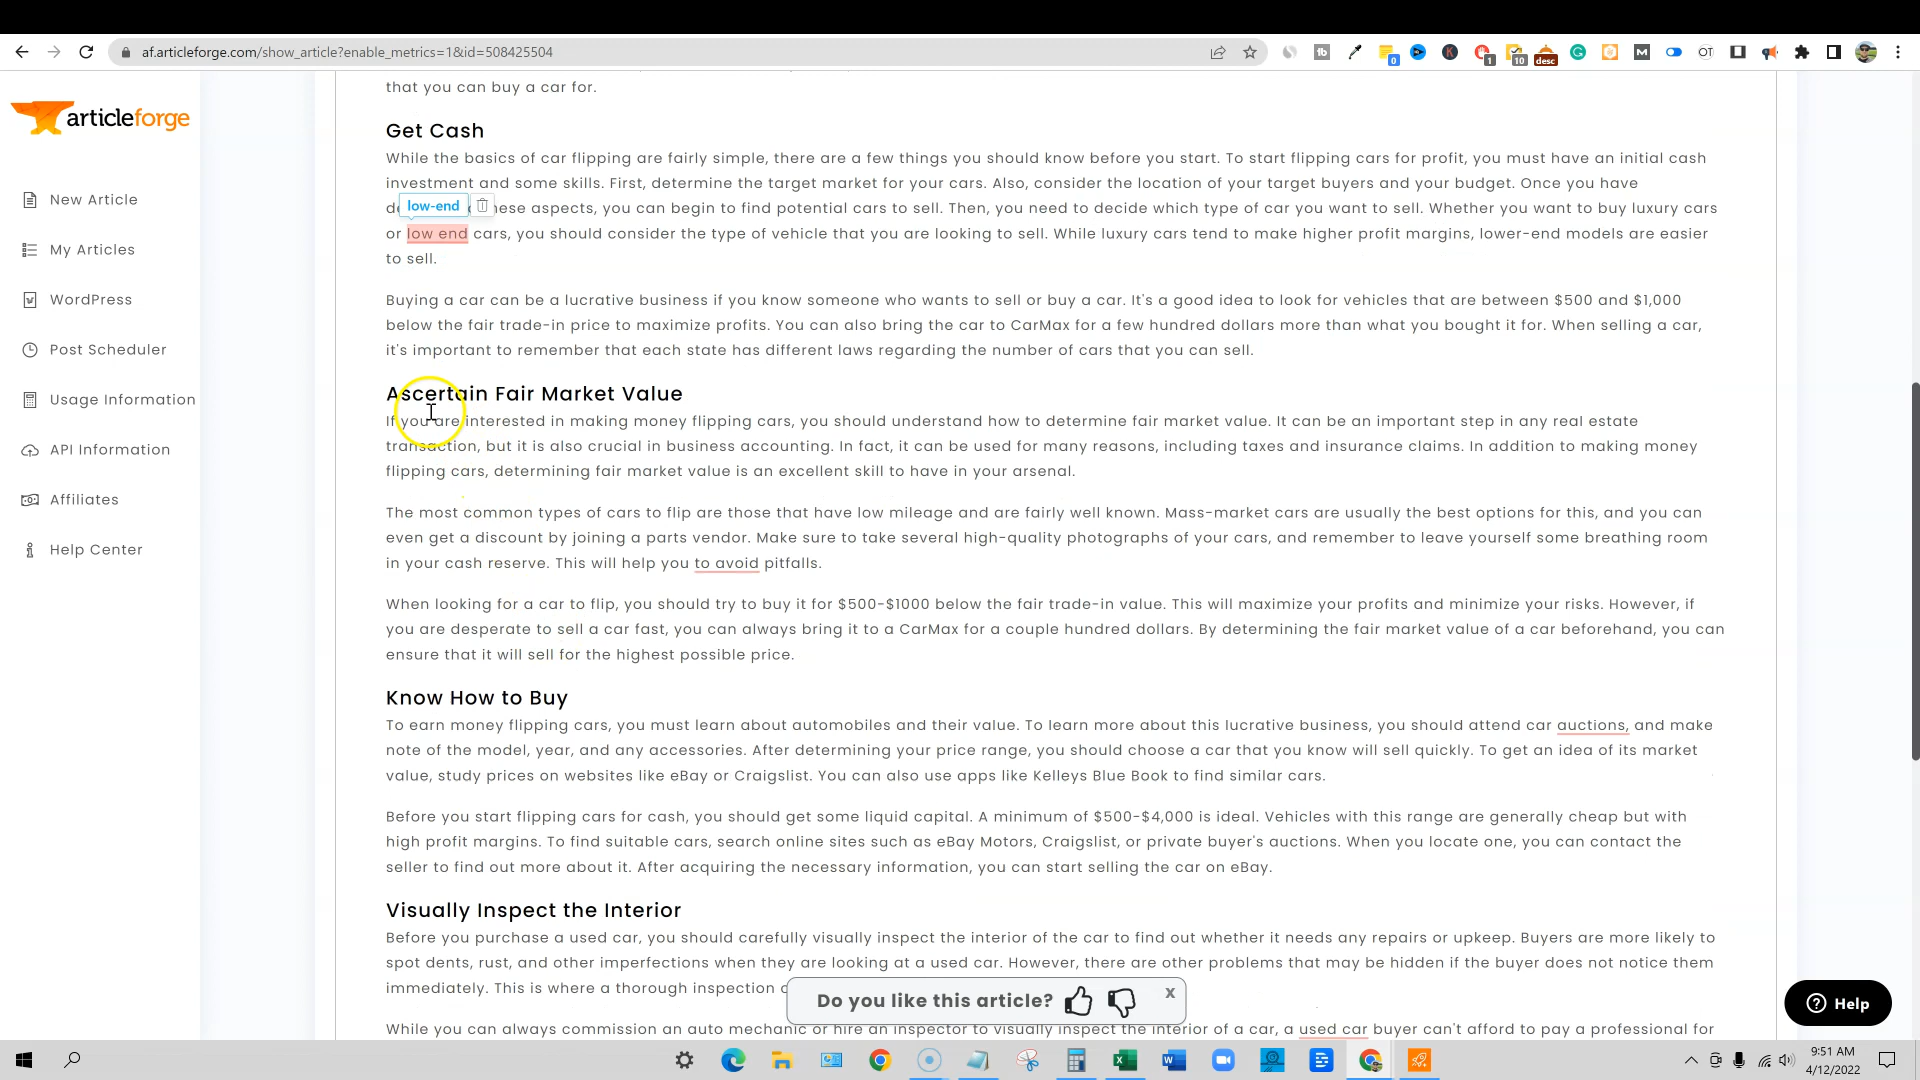 af.articleforge.com/show_article?enable_metrics=1&id=508425504
0
1
10
desc
articleforge
New Article
My Articles
WordPress
Post Scheduler
Usage Information
API Information
Affiliates
Help Center
that you can buy a car for.
Get Cash
While the basics of car flipping are fairly simple, there are a few things you should know before you start. To start flipping cars for profit, you must have an initial cash
investment and some skills. First, determine the target market for your cars. Also, consider the location of your target buyers and your budget. Once you have
low-end
these aspects, you can begin to find potential cars to sell. Then, you need to decide which type of car you want to sell. Whether you want to buy luxury cars
or low end cars, you should consider the type of vehicle that you are looking to sell. While luxury cars tend to make higher profit margins, lower-end models are easier
to sell.
Buying a car can be a lucrative business if you know someone who wants to sell or buy a car. It's a good idea to look for vehicles that are between $500 and $1,000
below the fair trade-in price to maximize profits. You can also bring the car to CarMax for a few hundred dollars more than what you bought it for. When selling a car,
it's important to remember that each state has different laws regarding the number of cars that you can sell.
Ascertain Fair Market Value
If you are interested in making money flipping cars, you should understand how to determine fair market value. It can be an important step in any real estate
transaction, but it is also crucial in business accounting. In fact, it can be used for many reasons, including taxes and insurance claims. In addition to making money
flipping cars, determining fair market value is an excellent skill to have in your arsenal.
The most common types of cars to flip are those that have low mileage and are fairly well known. Mass-market cars are usually the best options for this, and you can
even get a discount by joining a parts vendor. Make sure to take several high-quality photographs of your cars, and remember to leave yourself some breathing room
in your cash reserve. This will help you to avoid pitfalls.
When looking for a car to flip, you should try to buy it for $500-$1000 below the fair trade-in value. This will maximize your profits and minimize your risks. However, if
you are desperate to sell a car fast, you can always bring it to a CarMax for a couple hundred dollars. By determining the fair market value of a car beforehand, you can
ensure that it will sell for the highest possible price.
Know How to Buy
To earn money flipping cars, you must learn about automobiles and their value. To learn more about this lucrative business, you should attend car auctions, and make
note of the model, year, and any accessories. After determining your price range, you should choose a car that you know will sell quickly. To get an idea of its market
value, study prices on websites like eBay or Craigslist. You can also use apps like Kelleys Blue Book to find similar cars.
Before you start flipping cars for cash, you should get some liquid capital. A minimum of $500-$4,000 is ideal. Vehicles with this range are generally cheap but with
high profit margins. To find suitable cars, search online sites such as eBay Motors, Craigslist, or private buyer's auctions. When you locate one, you can contact the
seller to find out more about it. After acquiring the necessary information, you can start selling the car on eBay.
Visually Inspect the Interior
Before you purchase a used car, you should carefully visually inspect the interior of the car to find out whether it needs any repairs or upkeep. Buyers are more likely to
spot dents, rust, and other imperfections when they are looking at a used car. However, there are other problems that may be hidden if the buyer does not notice them
immediately. This is where a thorough inspection
While you can always commission an auto mechanic or hire an inspector to visually inspect the interior of a car, a used car buyer can't afford to pay a professional for
Do you like this article?
x
Help
9:51 AM
4/12/2022